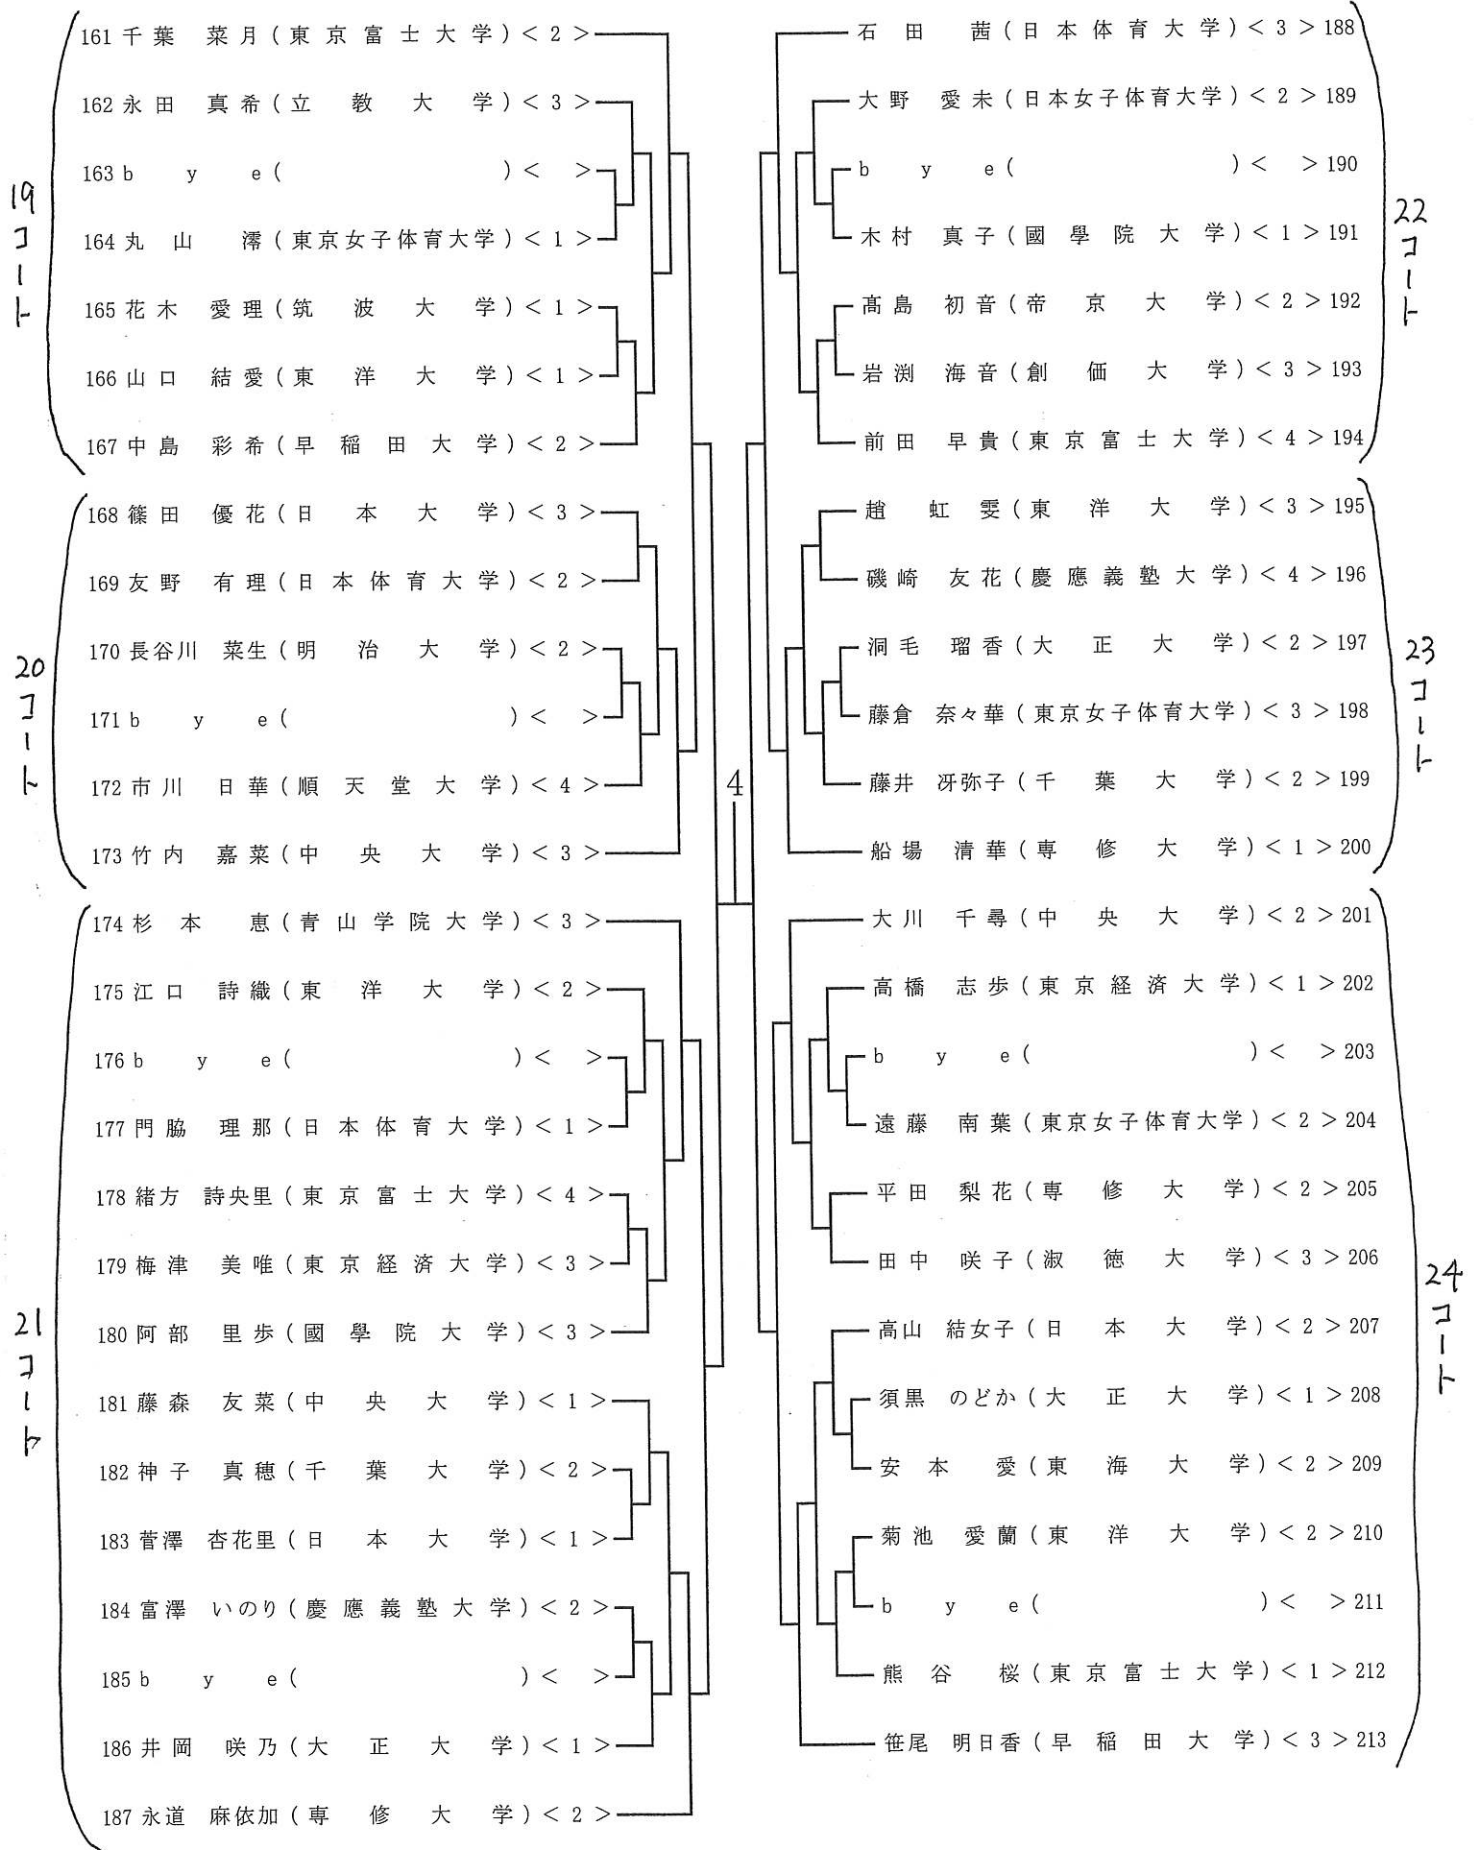 161 千葉 菜月 (東京富士大学) < 2 >
162 永田 真希 (立教大学) < 3 >
163 bye ( ) < >
164 丸山 澪 (東京女子体育大学) < 1 >
165 花木 愛理 (筑波大学) < 1 >
166 山口 結愛 (東洋大学) < 1 >
167 中島 彩希 (早稲田大学) < 2 >
19コート
168 篠田 優花 (日本大学) < 3 >
169 友野 有理 (日本体育大学) < 2 >
170 長谷川 菜生 (明治大学) < 2 >
171 bye ( ) < >
172 市川 日華 (順天堂大学) < 4 >
173 竹内 嘉菜 (中央大学) < 3 >
20コート
174 杉本 恵 (青山学院大学) < 3 >
175 江口 詩織 (東洋大学) < 2 >
176 bye ( ) < >
177 門脇 理那 (日本体育大学) < 1 >
178 緒方 詩央里 (東京富士大学) < 4 >
179 梅津 美唯 (東京経済大学) < 3 >
180 阿部 里歩 (國學院大学) < 3 >
181 藤森 友菜 (中央大学) < 1 >
182 神子 真穂 (千葉大学) < 2 >
183 菅澤 杏花里 (日本大学) < 1 >
184 富澤 いのり (慶應義塾大学) < 2 >
185 bye ( ) < >
186 井岡 咲乃 (大正大学) < 1 >
187 永道 麻依加 (専修大学) < 2 >
21コート
4
石田 茜 (日本体育大学) < 3 > 188
大野 愛未 (日本女子体育大学) < 2 > 189
bye ( ) < > 190
木村 真子 (國學院大学) < 1 > 191
髙島 初音 (帝京大学) < 2 > 192
岩渕 海音 (創価大学) < 3 > 193
前田 早貴 (東京富士大学) < 4 > 194
22コート
趙 虹雯 (東洋大学) < 3 > 195
磯崎 友花 (慶應義塾大学) < 4 > 196
洞毛 瑠香 (大正大学) < 2 > 197
藤倉 奈々華 (東京女子体育大学) < 3 > 198
藤井 冴弥子 (千葉大学) < 2 > 199
船場 清華 (専修大学) < 1 > 200
23コート
大川 千尋 (中央大学) < 2 > 201
高橋 志歩 (東京経済大学) < 1 > 202
bye ( ) < > 203
遠藤 南葉 (東京女子体育大学) < 2 > 204
平田 梨花 (専修大学) < 2 > 205
田中 咲子 (淑徳大学) < 3 > 206
高山 結女子 (日本大学) < 2 > 207
須黒 のどか (大正大学) < 1 > 208
安本 愛 (東海大学) < 2 > 209
菊池 愛蘭 (東洋大学) < 2 > 210
bye ( ) < > 211
熊谷 桜 (東京富士大学) < 1 > 212
笹尾 明日香 (早稲田大学) < 3 > 213
24コート